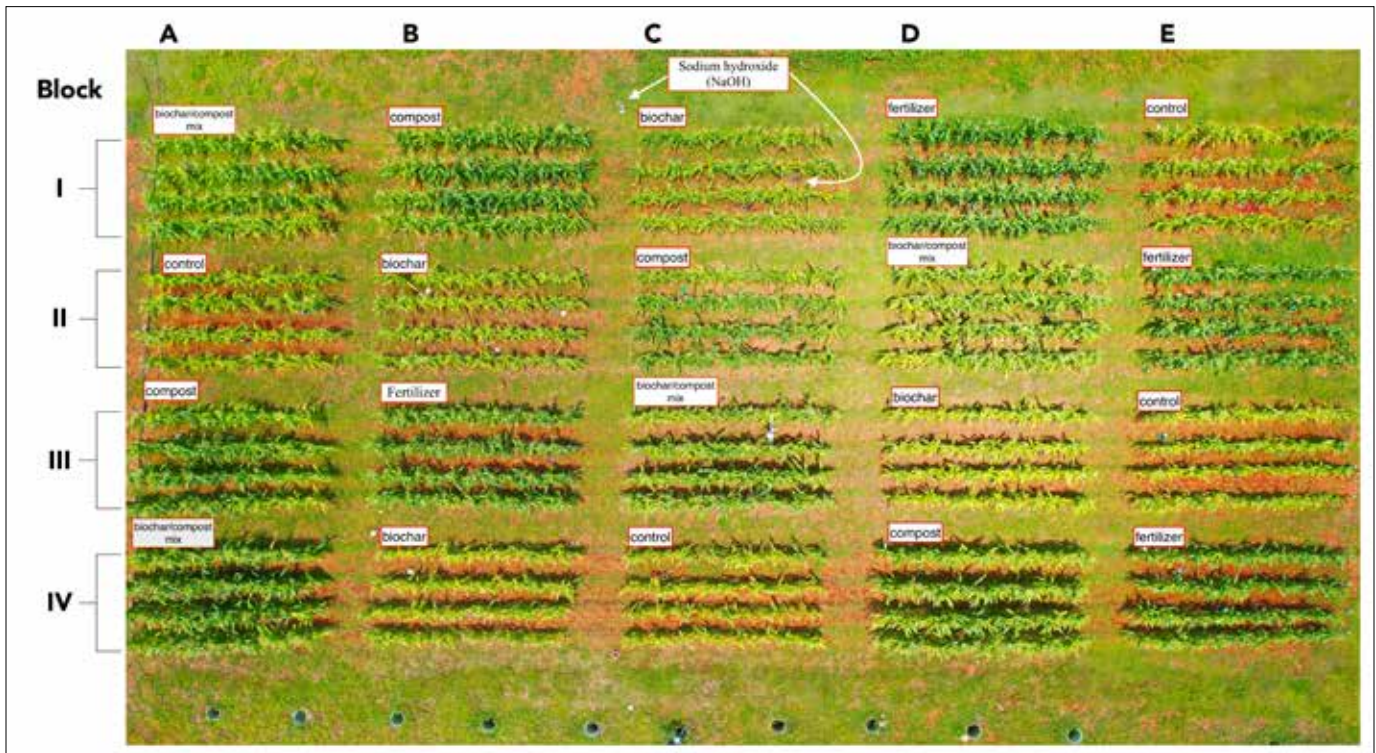 A B C D E
Block
Sodium hydroxide
(NaOH)
biochar/compost
mix
compost
biochar
fertilizer
control
I
control
biochar
compost
biochar/compost
mix
fertilizer
II
compost
Fertilizer
biochar/compost
mix
biochar
control
III
biochar/compost
mix
biochar
control
compost
fertilizer
IV